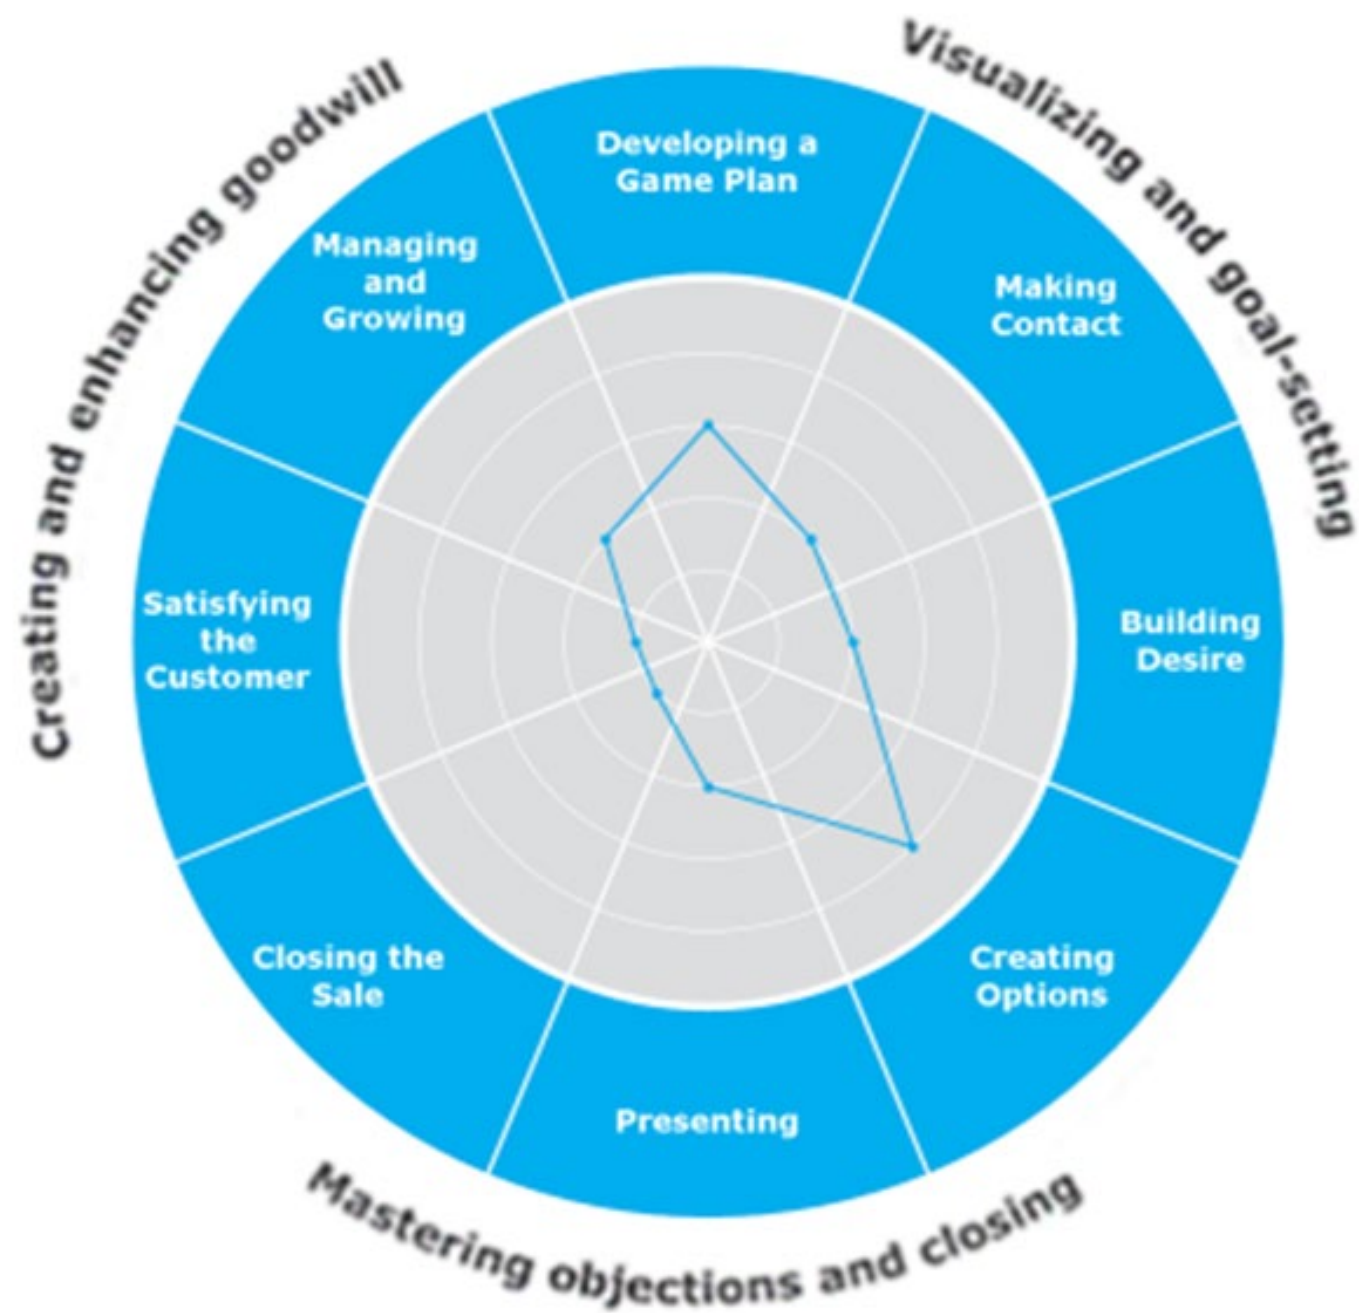 Creating and enhancing goodwill
Visualizing and goal-setting
Developing a
Game Plan
Making
Contact
Building
Desire
Creating
Options
Presenting
Closing the
Sale
Satisfying
the
Customer
Managing
and
Growing
Mastering objections and closing